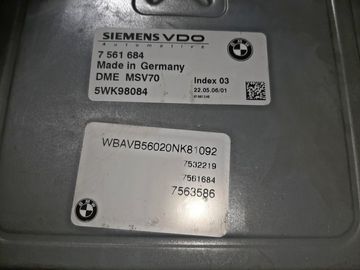 SIEMENS VDO
Automotive
7 561 684
Made in Germany
DME MSV70
Index 03
5WK98084
22.05.06/01
WBAVB56020NK81092
7532219
7561684
7563586